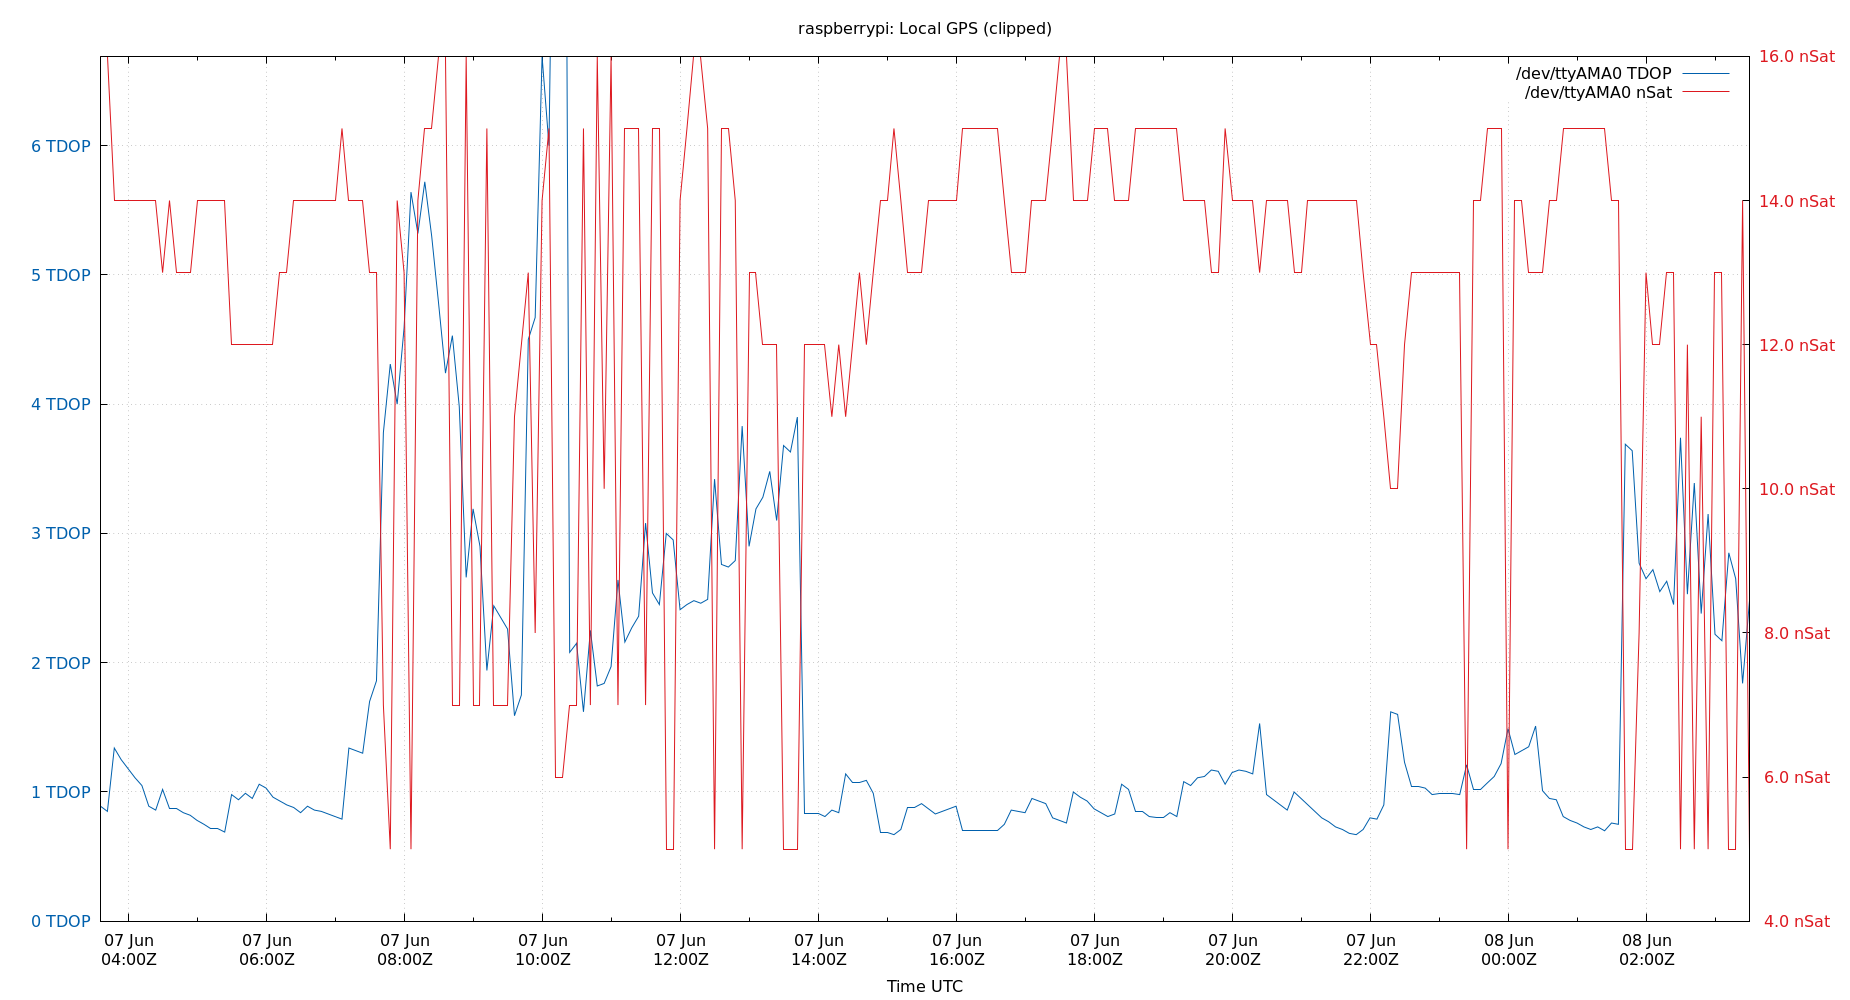 raspberrypi: Local GPS (clipped)
/dev/ttyAMA0 TDOP
/dev/ttyAMA0 nSat
6 TDOP
5 TDOP
4 TDOP
3 TDOP
2 TDOP
1 TDOP
0 TDOP
16.0 nSat
14.0 nSat
12.0 nSat
10.0 nSat
8.0 nSat
6.0 nSat
4.0 nSat
07 Jun
04:00Z
07 Jun
06:00Z
07 Jun
08:00Z
07 Jun
10:00Z
07 Jun
12:00Z
07 Jun
14:00Z
07 Jun
16:00Z
07 Jun
18:00Z
07 Jun
20:00Z
07 Jun
22:00Z
08 Jun
00:00Z
08 Jun
02:00Z
Time UTC